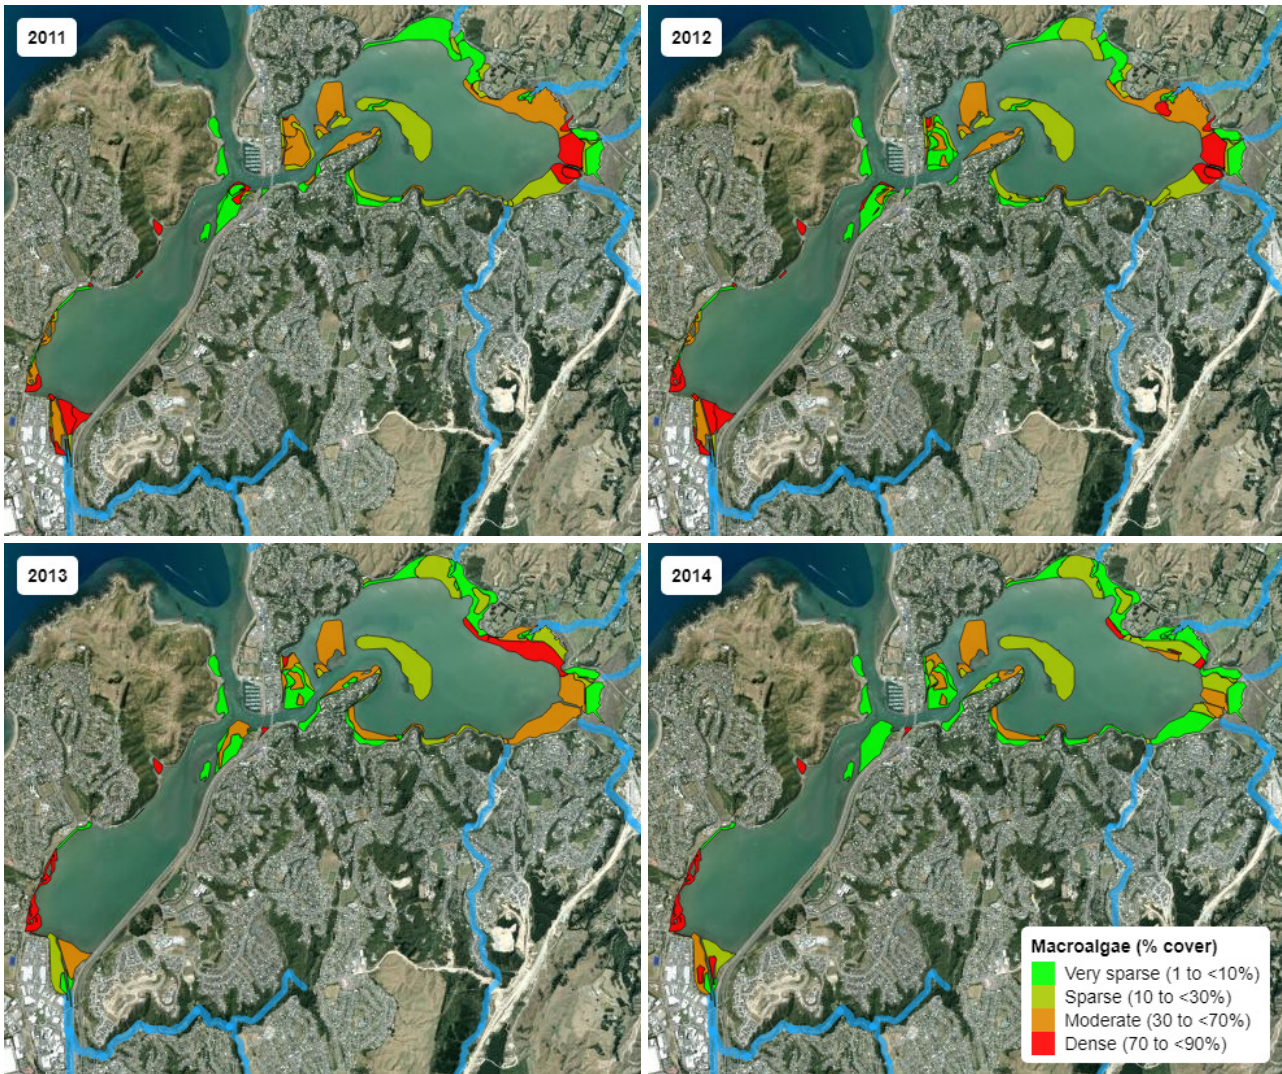 2011
2012
2013
2014
Macroalgae (% cover)
Very sparse (1 to <10%)
Sparse (10 to <30%)
Moderate (30 to <70%)
Dense (70 to <90%)